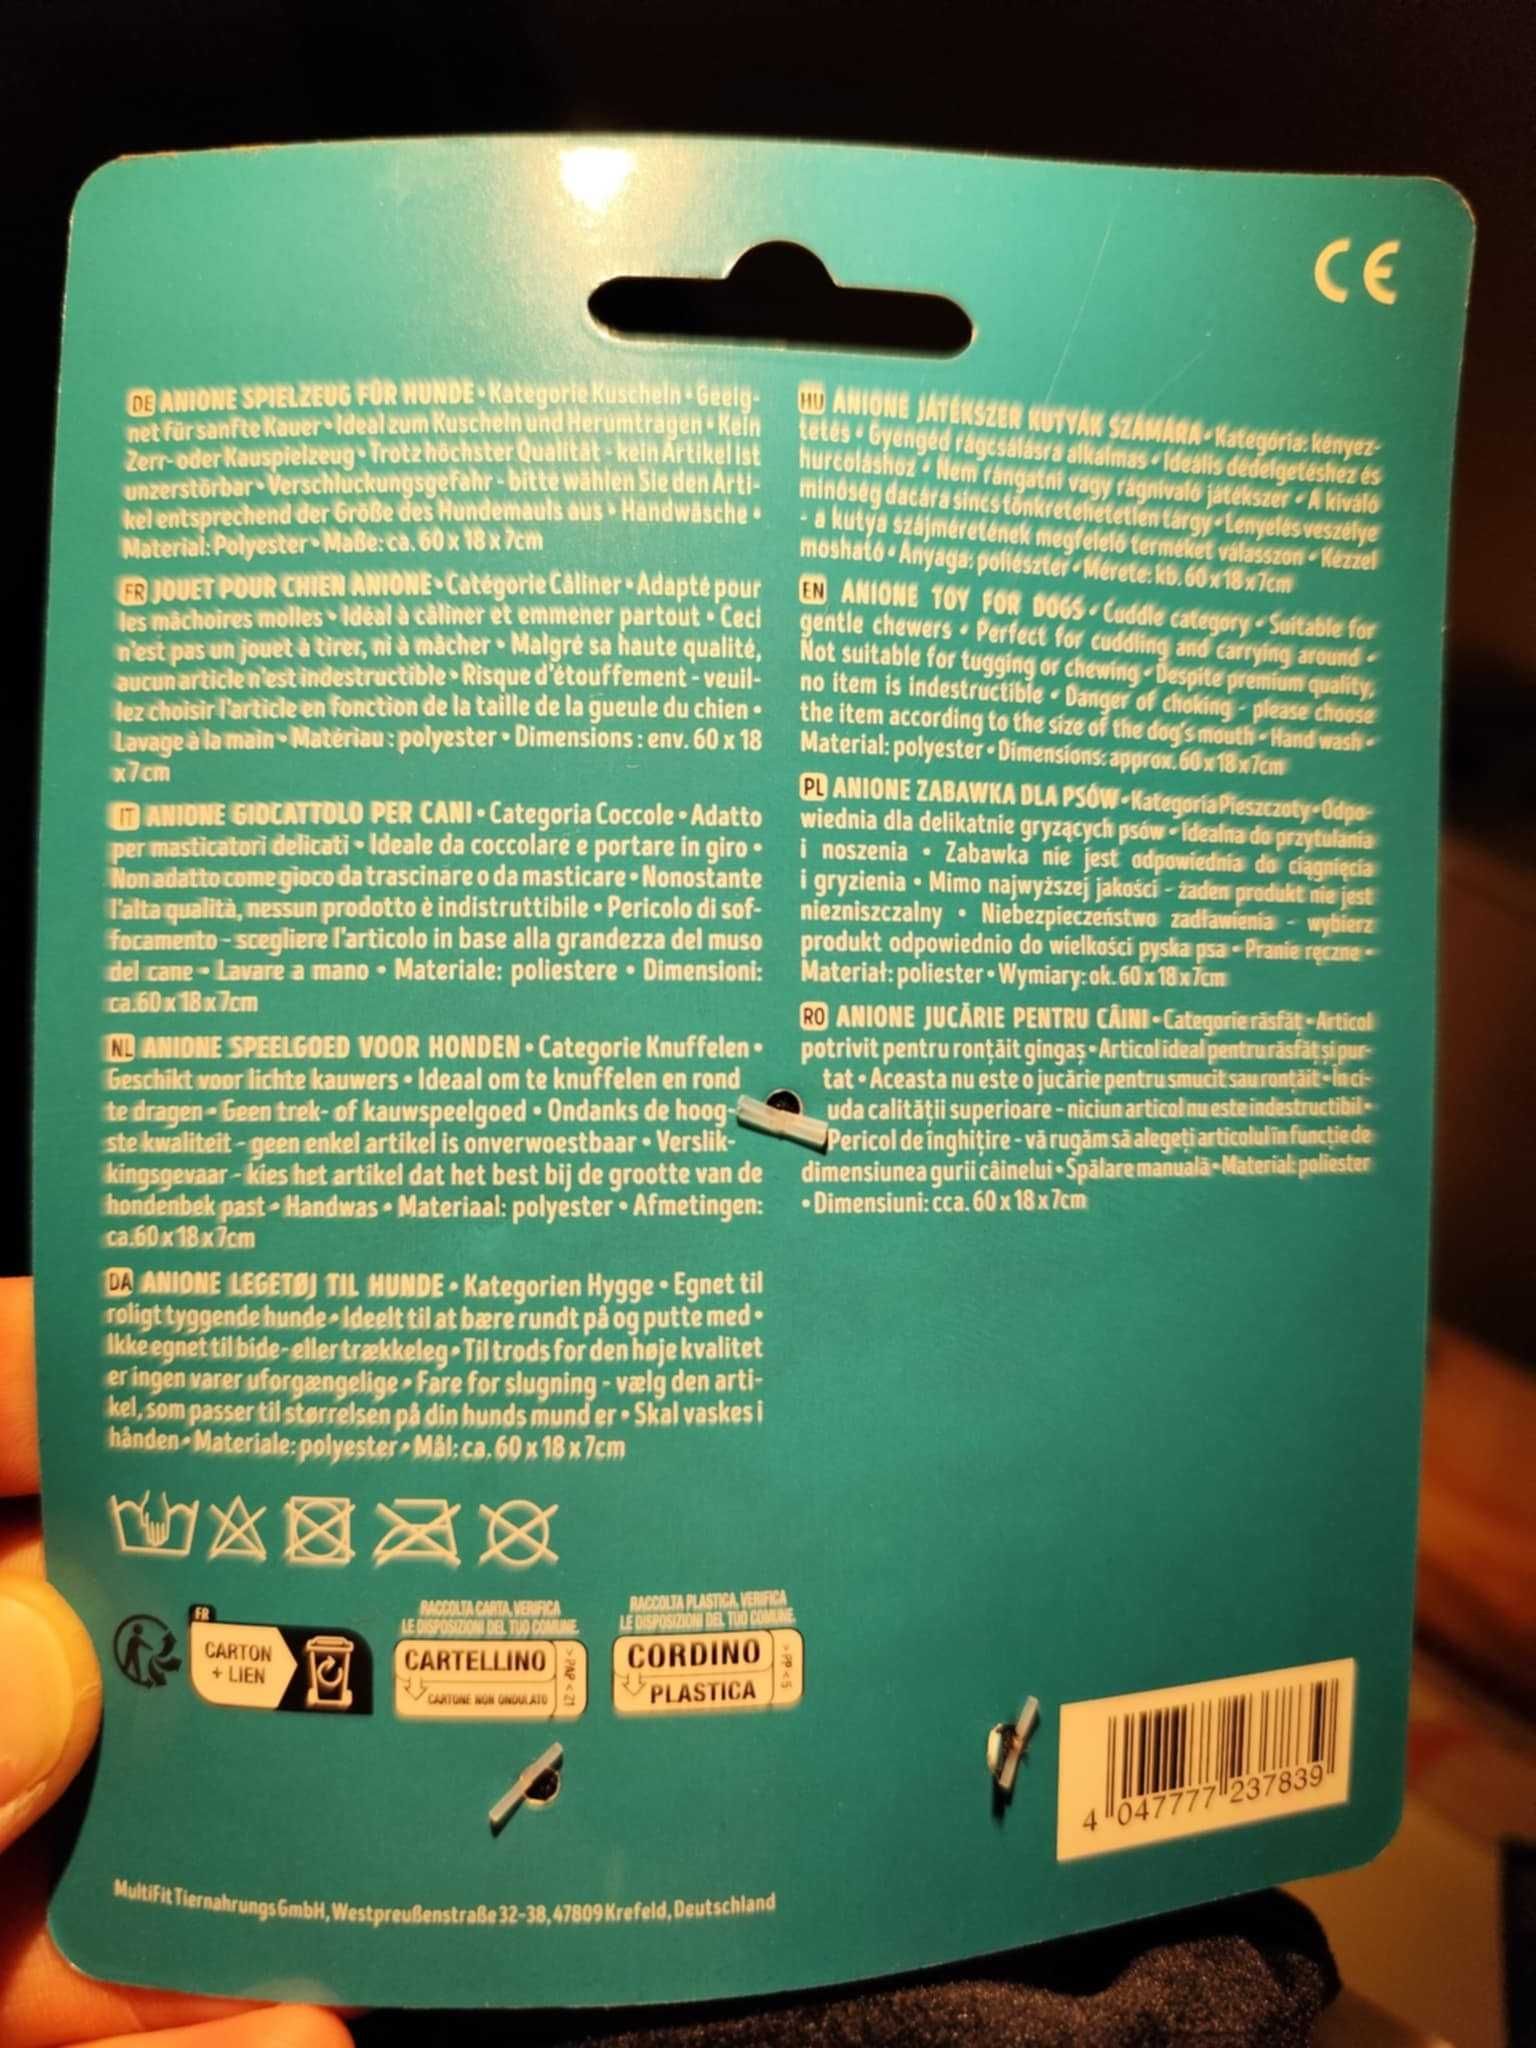 CE
DE ANIONE SPIELZEUG FÜR HUNDE • Kategorie Kuscheln • Geeig-
net für sanfte Kauer • Ideal zum Kuscheln und Herumtragen • Kein
Zerr- oder Kauspielzeug • Trotz höchster Qualität - kein Artikel ist
unzerstörbar • Verschluckungsgefahr - bitte wählen Sie den Arti-
kel entsprechend der Größe des Hundemauls aus • Handwäsche •
Material: Polyester • Maße: ca. 60 x 18 x 7cm
FR JOUET POUR CHIEN ANIONE • Catégorie Câliner • Adapté pour
les mâchoires molles • Idéal à câliner et emmener partout • Ceci
n'est pas un jouet à tirer, ni à mâcher • Malgré sa haute qualité,
aucun article n'est indestructible • Risque d'étouffement - veuil-
lez choisir l'article en fonction de la taille de la gueule du chien •
Lavage à la main • Matériau : polyester • Dimensions : env. 60 x 18
x 7cm
IT ANIONE GIOCATTOLO PER CANI • Categoria Coccole • Adatto
per masticatori delicati • Ideale da coccolare e portare in giro •
Non adatto come gioco da trascinare o da masticare • Nonostante
l'alta qualità, nessun prodotto è indistruttibile • Pericolo di sof-
focamento - scegliere l'articolo in base alla grandezza del muso
del cane • Lavare a mano • Materiale: poliestere • Dimensioni:
ca.60 x 18 x 7cm
NL ANIONE SPEELGOED VOOR HONDEN • Categorie Knuffelen •
Geschikt voor lichte kauwers • Ideaal om te knuffelen en rond
te dragen • Geen trek- of kauwspeelgoed • Ondanks de hoog-
ste kwaliteit - geen enkel artikel is onverwoestbaar • Verslik-
kingsgevaar - kies het artikel dat het best bij de grootte van de
hondenbek past • Handwas • Materiaal: polyester • Afmetingen:
ca.60 x 18 x 7cm
DA ANIONE LEGETØJ TIL HUNDE • Kategorien Hygge • Egnet til
roligt tyggende hunde • Ideelt til at bære rundt på og putte med •
Ikke egnet til bide- eller trækkeleg • Til trods for den høje kvalitet
er ingen varer uforgængelige • Fare for slugning - vælg den arti-
kel, som passer til størrelsen på din hunds mund er • Skal vaskes i
hånden • Materiale: polyester • Mål: ca. 60 x 18 x 7cm
HU ANIONE JÁTÉKSZER KUTYÁK SZÁMÁRA • Kategória: kényez-
tetés • Gyengéd rágcsálásra alkalmas • Ideális dédelgetéshez és
hurcoláshoz • Nem rángatni vagy rágnivaló játékszer • A kiváló
minőség dacára sincs tönkretehetetlen tárgy • Lenyelés veszélye
- a kutya szájméretének megfelelő terméket válasszon • Kézzel
mosható • Anyaga: poliészter • Mérete: kb. 60 x 18 x 7cm
EN ANIONE TOY FOR DOGS • Cuddle category • Suitable for
gentle chewers • Perfect for cuddling and carrying around •
Not suitable for tugging or chewing • Despite premium quality,
no item is indestructible • Danger of choking - please choose
the item according to the size of the dog's mouth • Hand wash •
Material: polyester • Dimensions: approx. 60 x 18 x 7cm
PL ANIONE ZABAWKA DLA PSÓW • Kategoria Pieszczoty • Odpo-
wiednia dla delikatnie gryzących psów • Idealna do przytulania
i noszenia • Zabawka nie jest odpowiednia do ciągnięcia
i gryzienia • Mimo najwyższej jakości - żaden produkt nie jest
niezniszczalny • Niebezpieczeństwo zadławienia - wybierz
produkt odpowiednio do wielkości pyska psa • Pranie ręczne •
Materiał: poliester • Wymiary: ok. 60 x 18 x 7cm
RO ANIONE JUCĂRIE PENTRU CÂINI • Categorie răsfăț • Articol
potrivit pentru ronțăit gingaș • Articol ideal pentru răsfăț și pur-
tat • Aceasta nu este o jucărie pentru smucit sau ronțăit • În ci-
uda calității superioare - niciun articol nu este indestructibil •
Pericol de înghițire - vă rugăm să alegeți articolul în funcție de
dimensiunea gurii câinelui • Spălare manuală • Material: poliester
• Dimensiuni: cca. 60 x 18 x 7cm
FR
CARTON
+ LIEN
RACCOLTA CARTA, VERIFICA
LE DISPOSIZIONI DEL TUO COMUNE.
CARTELLINO
CARTONE NON ONDULATO
> PAP < 21
RACCOLTA PLASTICA, VERIFICA
LE DISPOSIZIONI DEL TUO COMUNE.
CORDINO
PLASTICA
> PP < 5
4 047777 237839
MultiFit Tiernahrungs GmbH, Westpreußenstraße 32-38, 47809 Krefeld, Deutschland